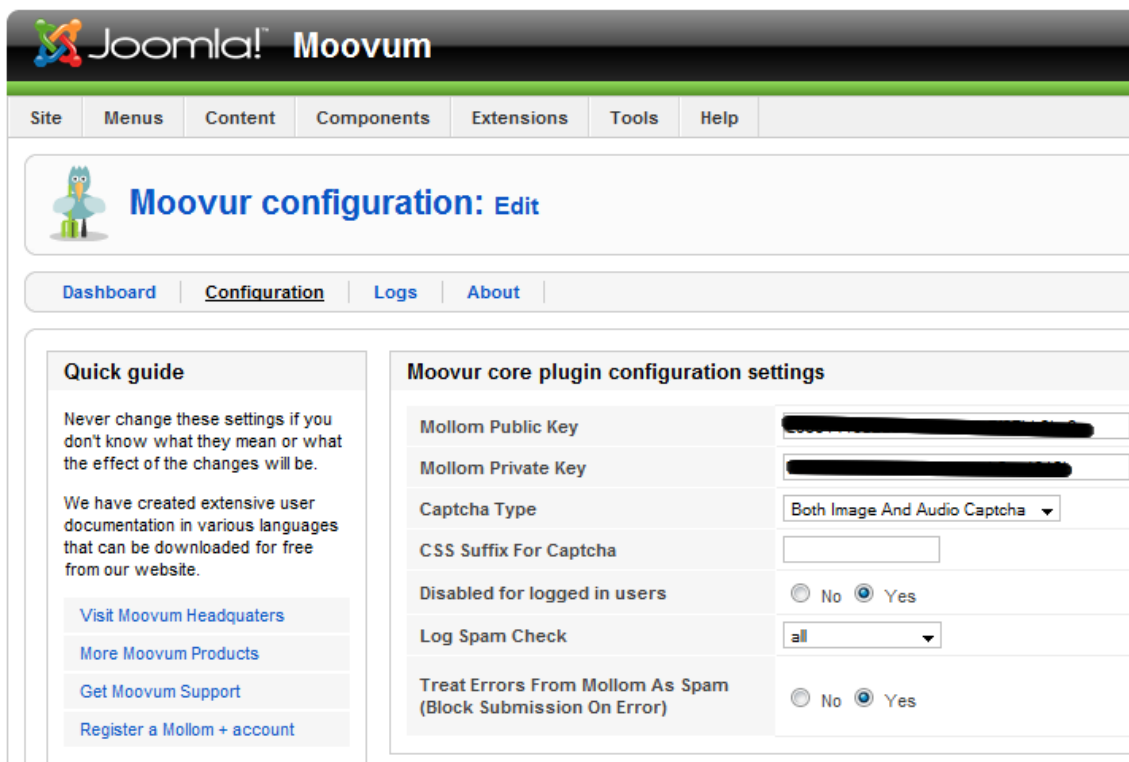 Joomla!™ Moovum
Site Menus Content Components Extensions Tools Help
Moovur configuration: Edit
Dashboard Configuration Logs About
Quick guide
Never change these settings if you
don't know what they mean or what
the effect of the changes will be.
We have created extensive user
documentation in various languages
that can be downloaded for free
from our website.
Visit Moovum Headquaters
More Moovum Products
Get Moovum Support
Register a Mollom + account
Moovur core plugin configuration settings
Mollom Public Key
Mollom Private Key
Captcha Type Both Image And Audio Captcha
CSS Suffix For Captcha
Disabled for logged in users No Yes
Log Spam Check all
Treat Errors From Mollom As Spam
(Block Submission On Error) No Yes